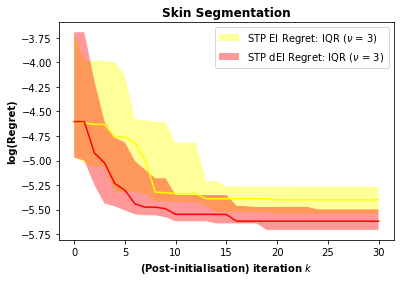 Skin Segmentation
STP EI Regret: IQR (ν = 3)
STP dEI Regret: IQR (ν = 3)
log(Regret)
−3.75
−4.00
−4.25
−4.50
−4.75
−5.00
−5.25
−5.50
−5.75
0 5 10 15 20 25 30
(Post-initialisation) iteration k